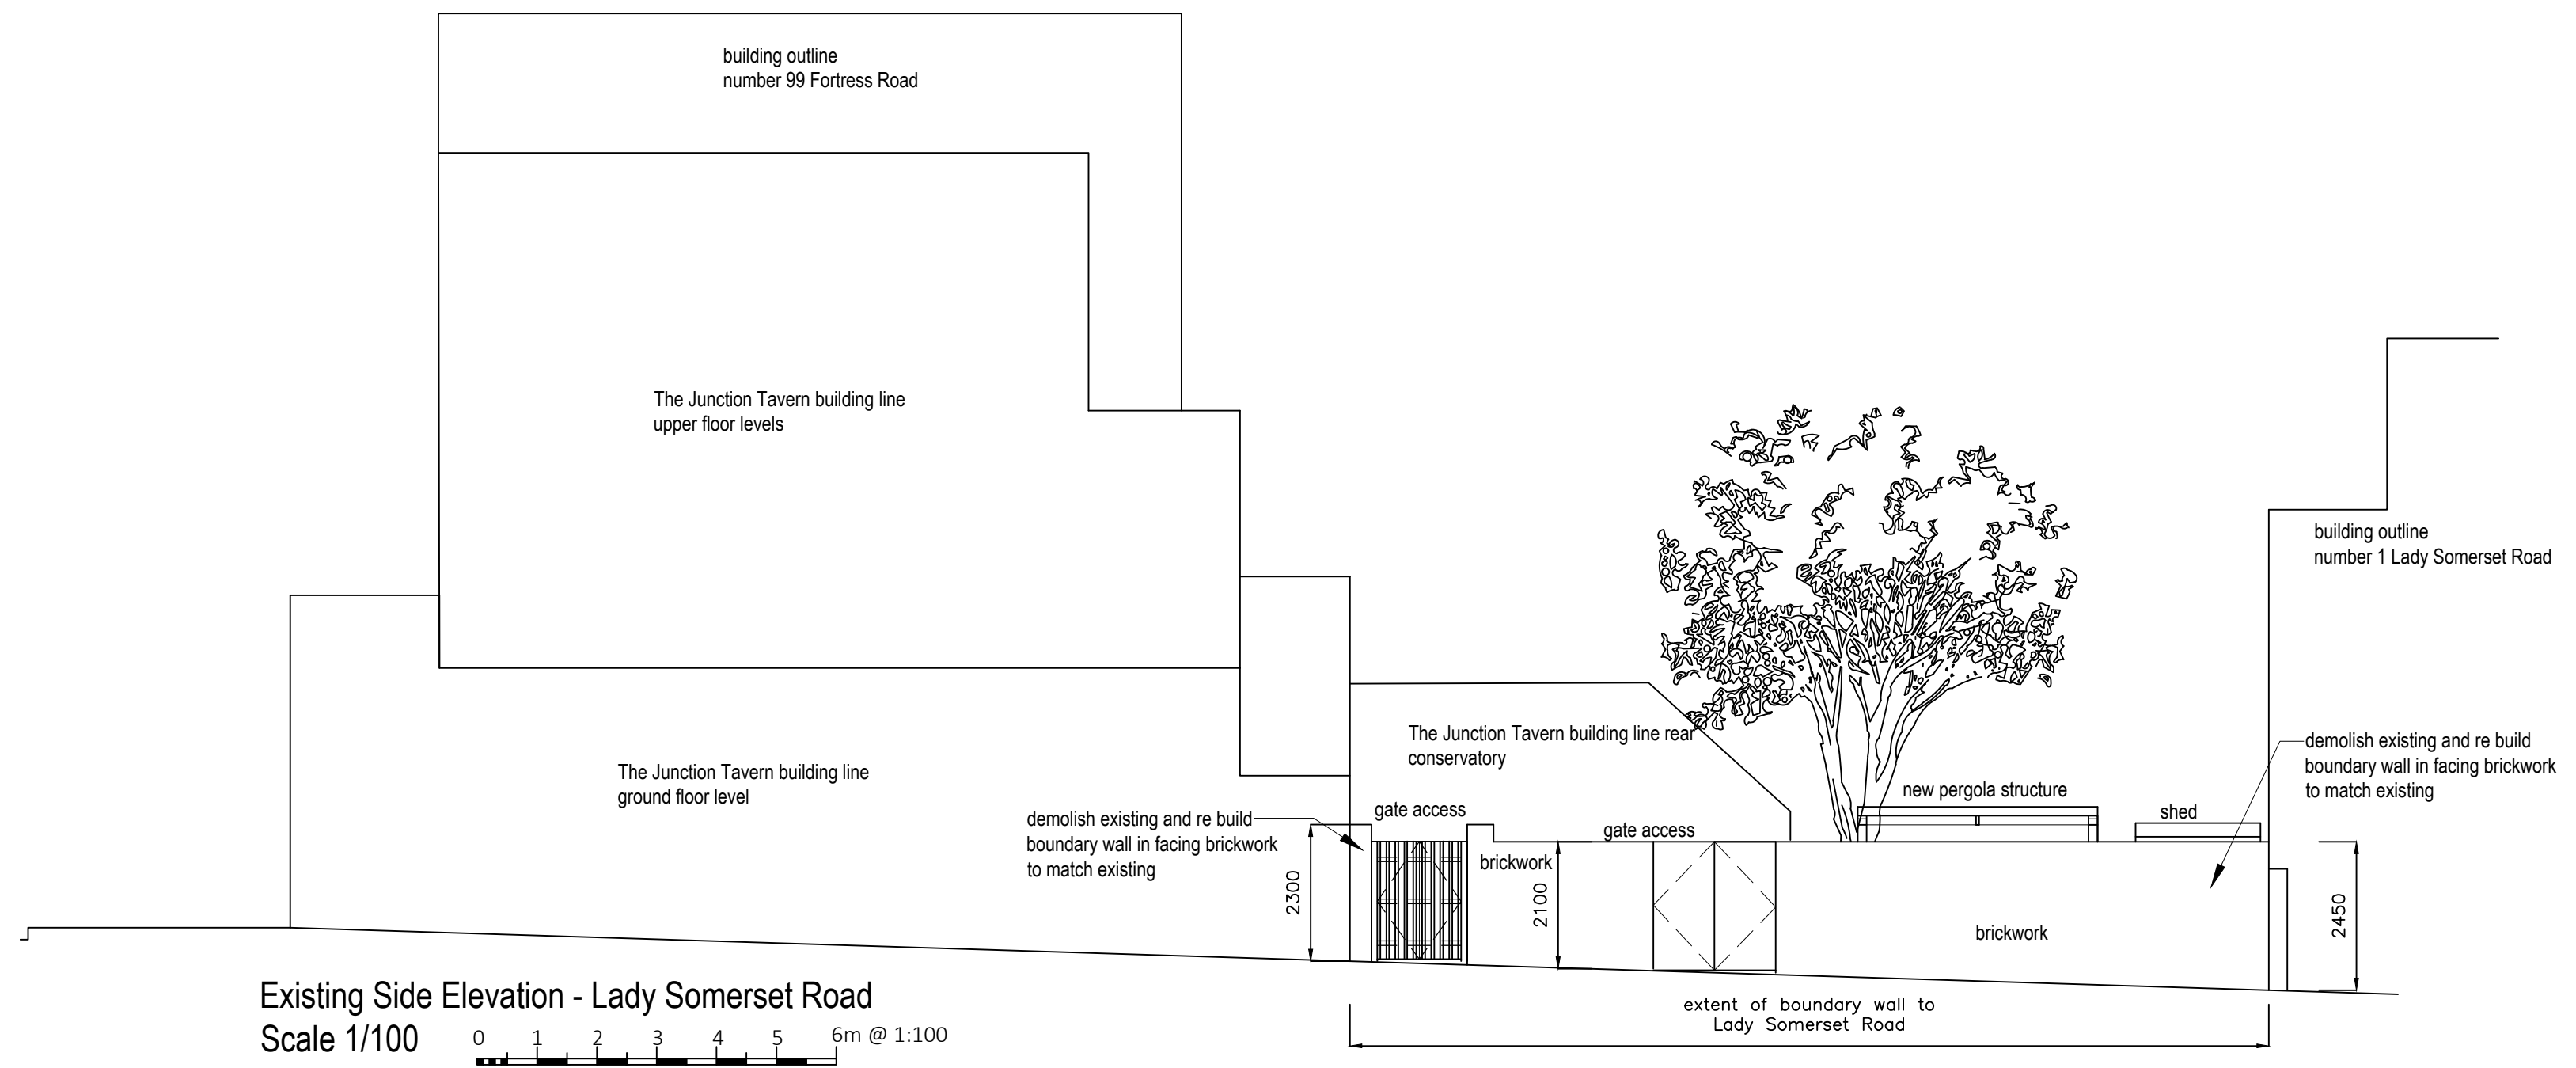 building outline
number 99 Fortress Road
The Junction Tavern building line
upper floor levels
building outline
number 1 Lady Somerset Road
The Junction Tavern building line rear
conservatory
demolish existing and re build
boundary wall in facing brickwork
to match existing
The Junction Tavern building line
ground floor level
new pergola structure
shed
gate access
gate access
demolish existing and re build
boundary wall in facing brickwork
to match existing
brickwork
2300
2100
brickwork
2450
Existing Side Elevation - Lady Somerset Road
Scale 1/100
0 1 2 3 4 5 6m @ 1:100
extent of boundary wall to
Lady Somerset Road